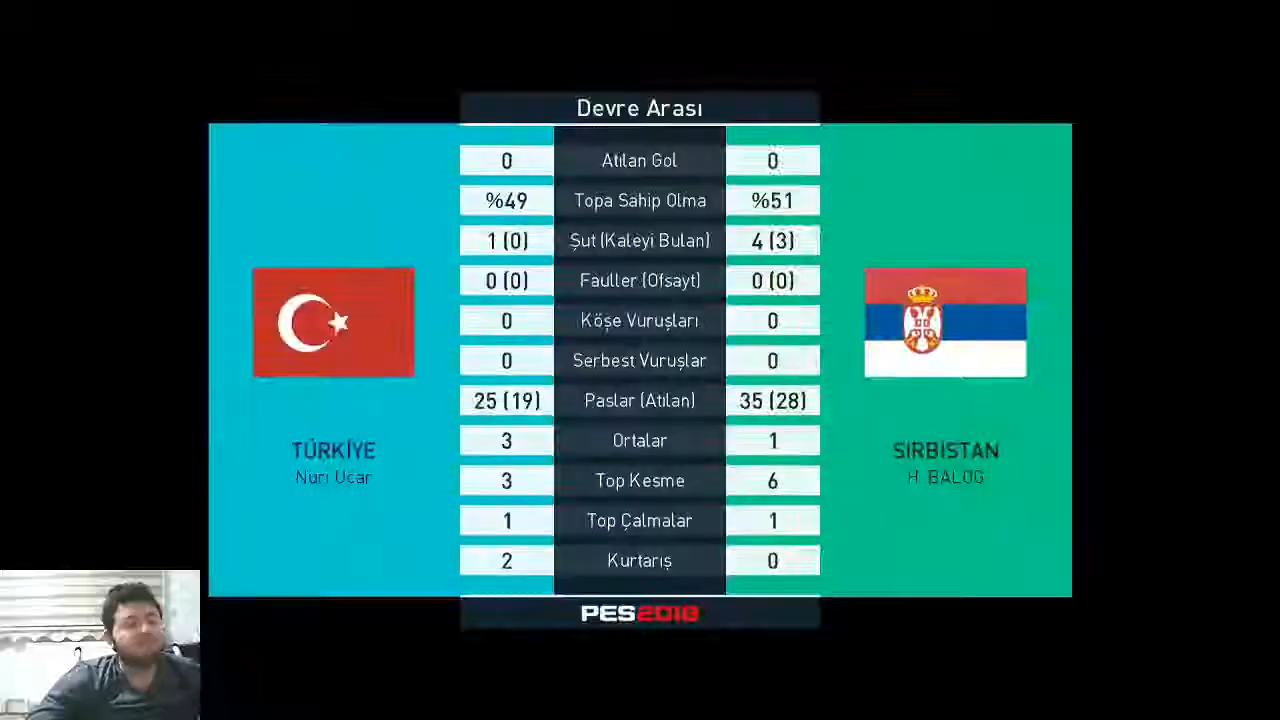 Devre Arası
0 Atılan Gol 0
%49 Topa Sahip Olma %51
1 (0) Şut (Kaleyi Bulan) 4 (3)
0 (0) Fauller (Ofsayt) 0 (0)
0 Köşe Vuruşları 0
0 Serbest Vuruşlar 0
25 (19) Paslar (Atılan) 35 (28)
3 Ortalar 1
TÜRKİYE
Nuri Ucar
SIRBİSTAN
H. BALOG
3 Top Kesme 6
1 Top Çalmalar 1
2 Kurtarış 0
PES2018